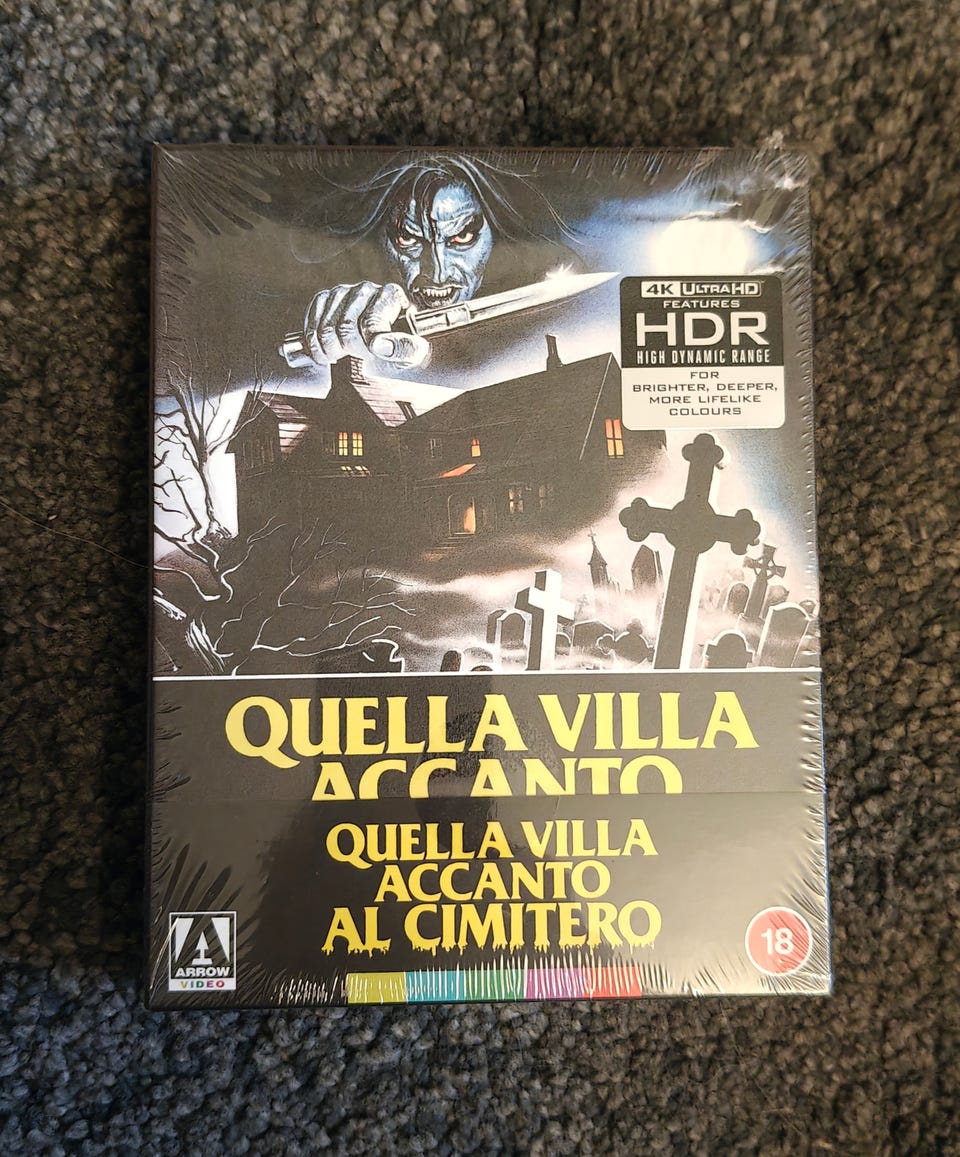 4K ULTRA HD
FEATURES
HDR
HIGH DYNAMIC RANGE
FOR
BRIGHTER, DEEPER,
MORE LIFELIKE
COLOURS
QUELLA VILLA
ACCANTO
QUELLA VILLA
ACCANTO
AL CIMITERO
A
ARROW
VIDEO
18